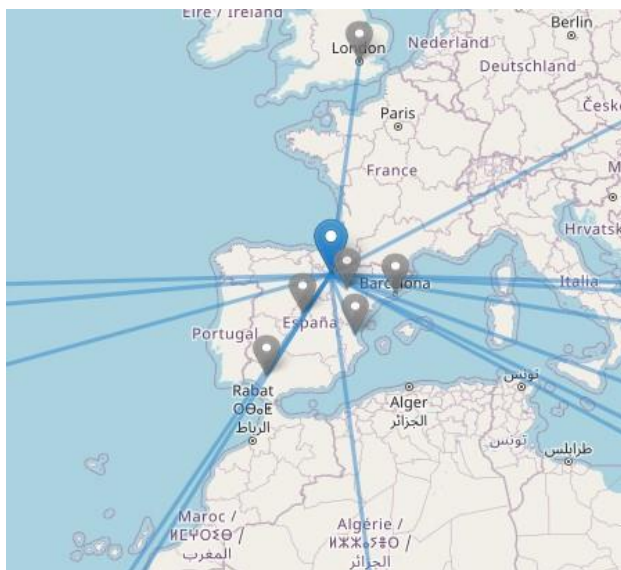 Éire / Ireland
London
Nederland
Berlin
Deutschland
Paris
Česko
France
Hrvatska
Barcelona
Italia
España
Portugal
Rabat
ⵔⴱⴰⵟ
الرباط
Alger
الجزائر
تونس
تونس
طرابلس
Maroc /
ⵍⵎⵖⵔⵉⴱ /
المغرب
Algérie /
ⵍⵣⵣⴰⵢⴻⵔ /
الجزائر